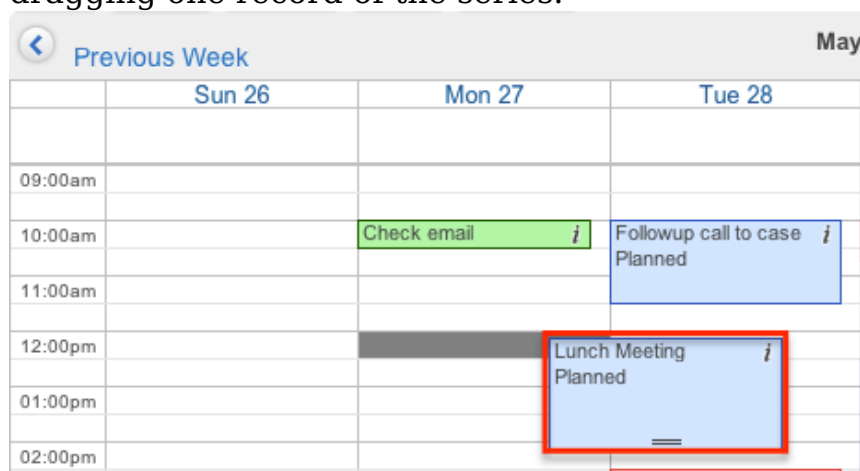 dragging one record of the series.
Previous Week
May
Sun 26
Mon 27
Tue 28
09:00am
10:00am
Check email i
Followup call to case i
Planned
11:00am
12:00pm
Lunch Meeting i
Planned
01:00pm
02:00pm